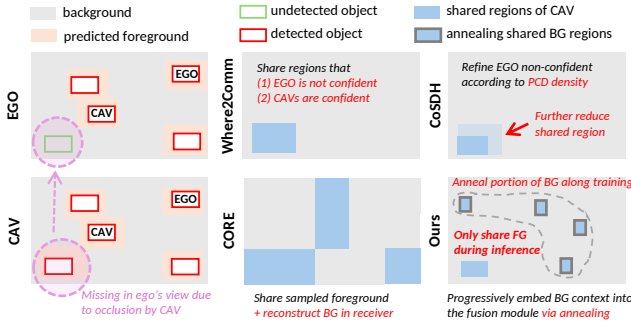 background
predicted foreground
undetected object
detected object
shared regions of CAV
annealing shared BG regions
EGO
EGO
CAV
Where2Comm
Share regions that
(1) EGO is not confident
(2) CAVs are confident
CoSDH
Refine EGO non-confident
according to PCD density
Further reduce
shared region
CAV
EGO
CAV
Missing in ego's view due
to occlusion by CAV
CORE
Share sampled foreground
+ reconstruct BG in receiver
Ours
Anneal portion of BG along training
Only share FG
during inference
Progressively embed BG context into
the fusion module via annealing